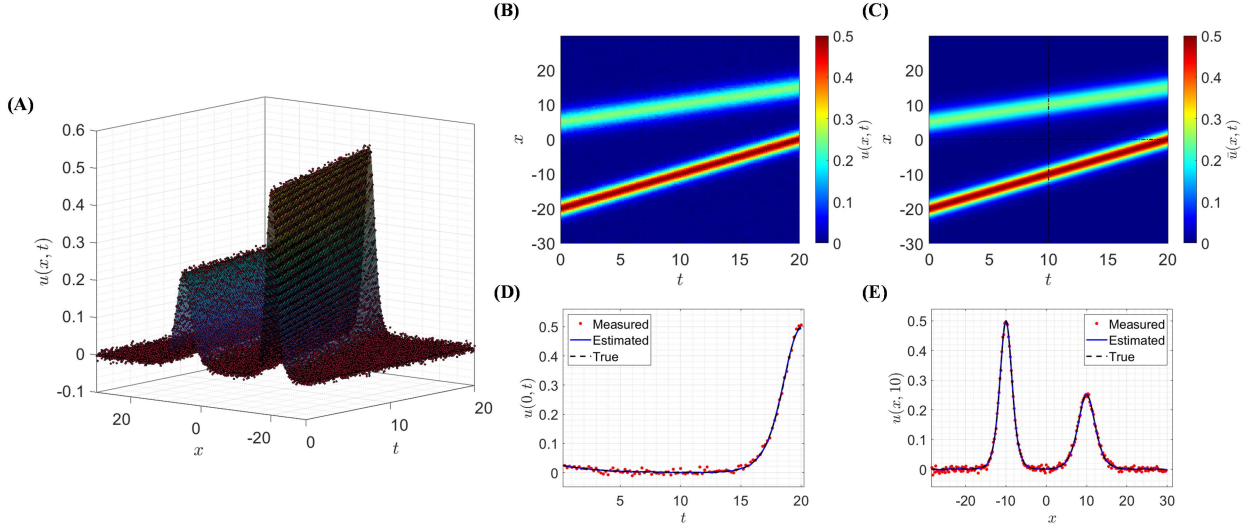 (A)
0.6
0.5
0.4
0.3
0.2
0.1
0
-0.1
u(x, t)
20
0
-20
x
0
10
20
t
(B)
20
10
0
-10
-20
-30
x
0
5
10
15
20
t
0.5
0.4
0.3
0.2
0.1
0
u(x, t)
(C)
20
10
0
-10
-20
-30
x
0
5
10
15
20
t
0.5
0.4
0.3
0.2
0.1
0
ū(x, t)
(D)
0.5
0.4
0.3
0.2
0.1
0
u(0, t)
Measured
Estimated
True
5
10
15
20
t
(E)
0.5
0.4
0.3
0.2
0.1
0
u(x, 10)
Measured
Estimated
True
-20
-10
0
10
20
30
x